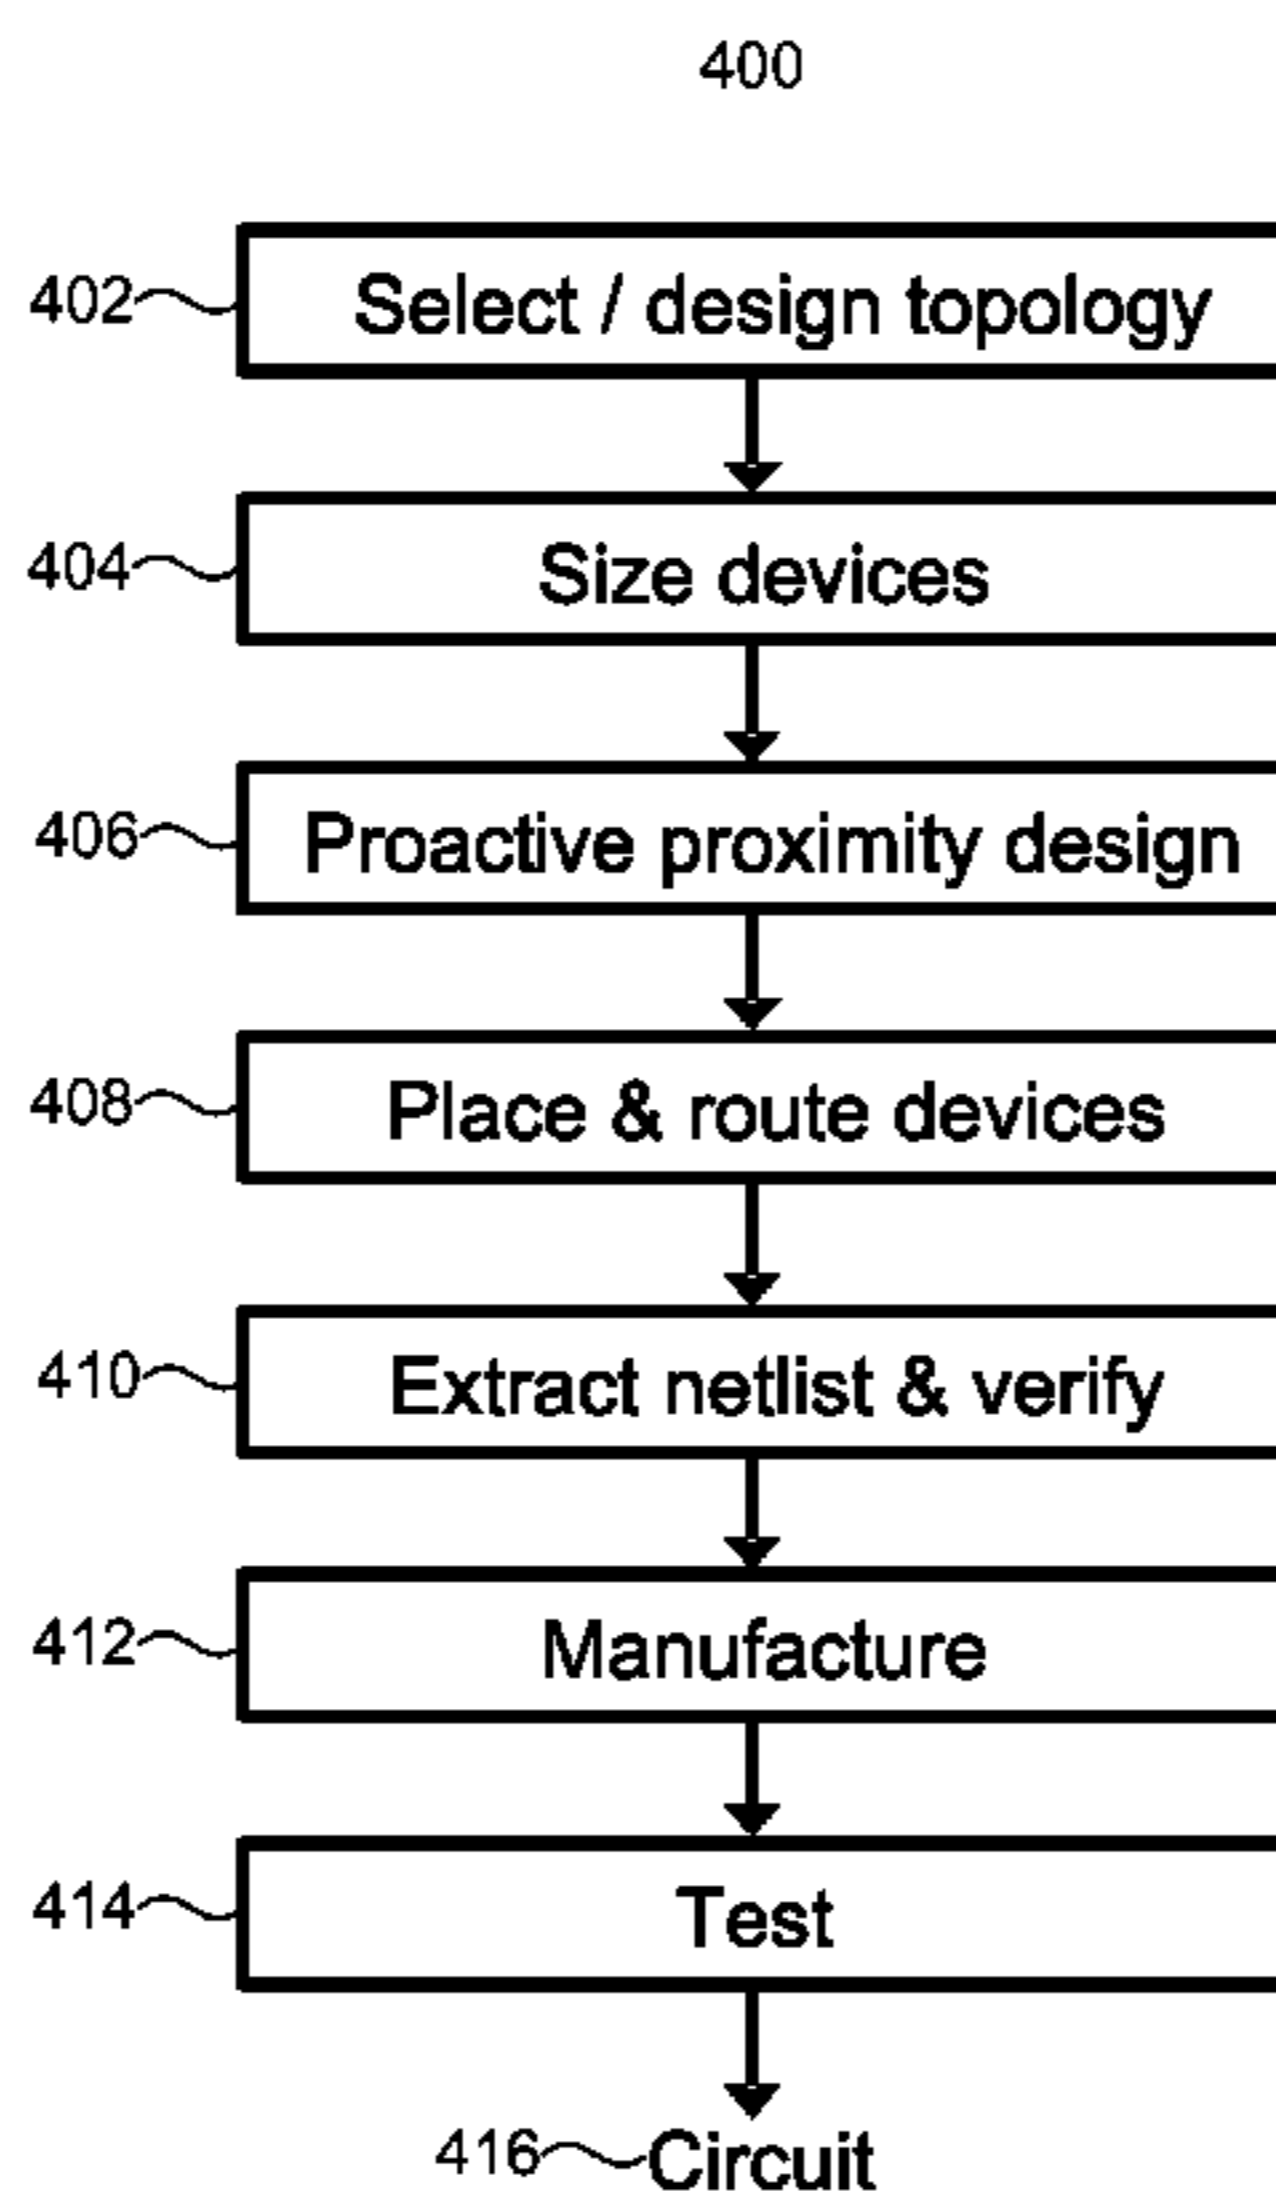 400
402 Select / design topology
404 Size devices
406 Proactive proximity design
408 Place & route devices
410 Extract netlist & verify
412 Manufacture
414 Test
416 Circuit